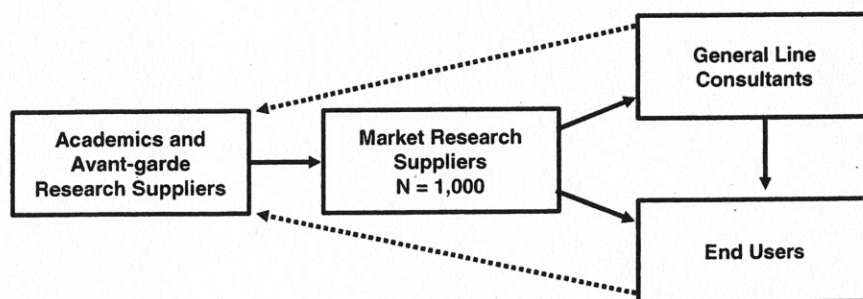 General Line
Consultants
Academics and
Avant-garde
Research Suppliers
Market Research
Suppliers
N = 1,000
End Users